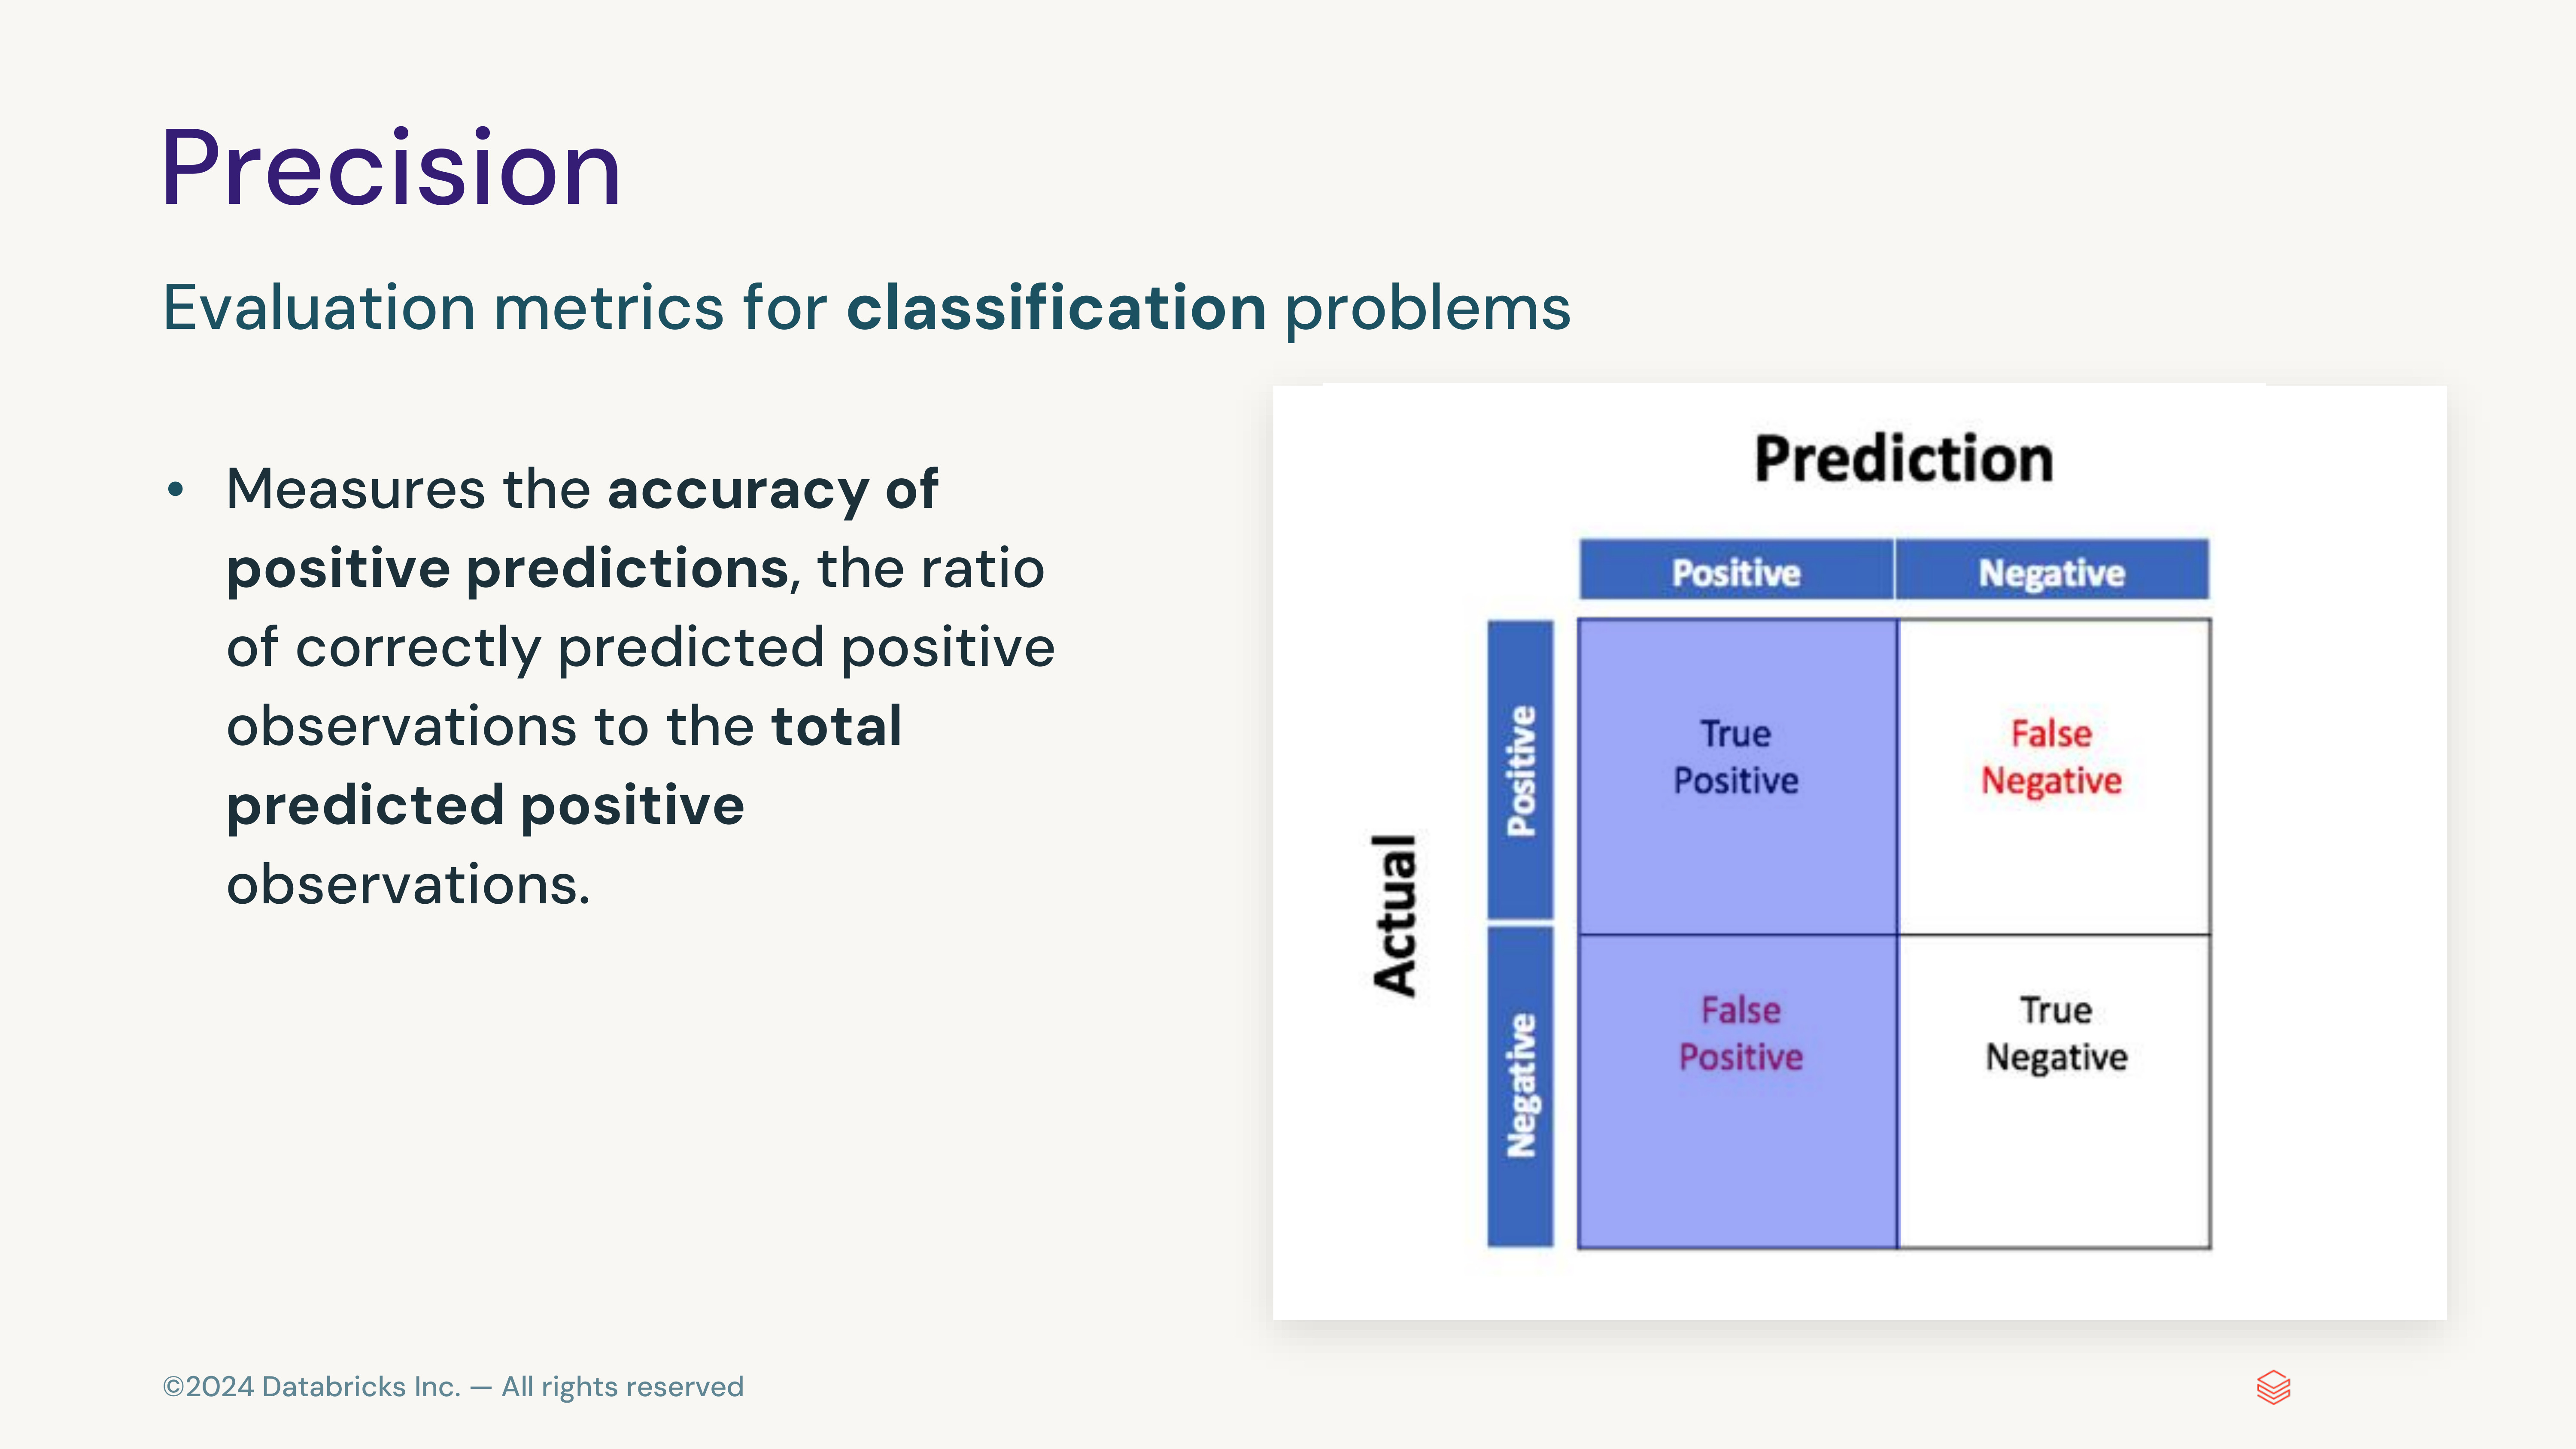 Precision
Evaluation metrics for classification problems
• Measures the accuracy of
positive predictions, the ratio
of correctly predicted positive
observations to the total
predicted positive
observations.
Prediction
Positive Negative
Actual
Positive
True
Positive
False
Negative
Negative
False
Positive
True
Negative
©2024 Databricks Inc. — All rights reserved